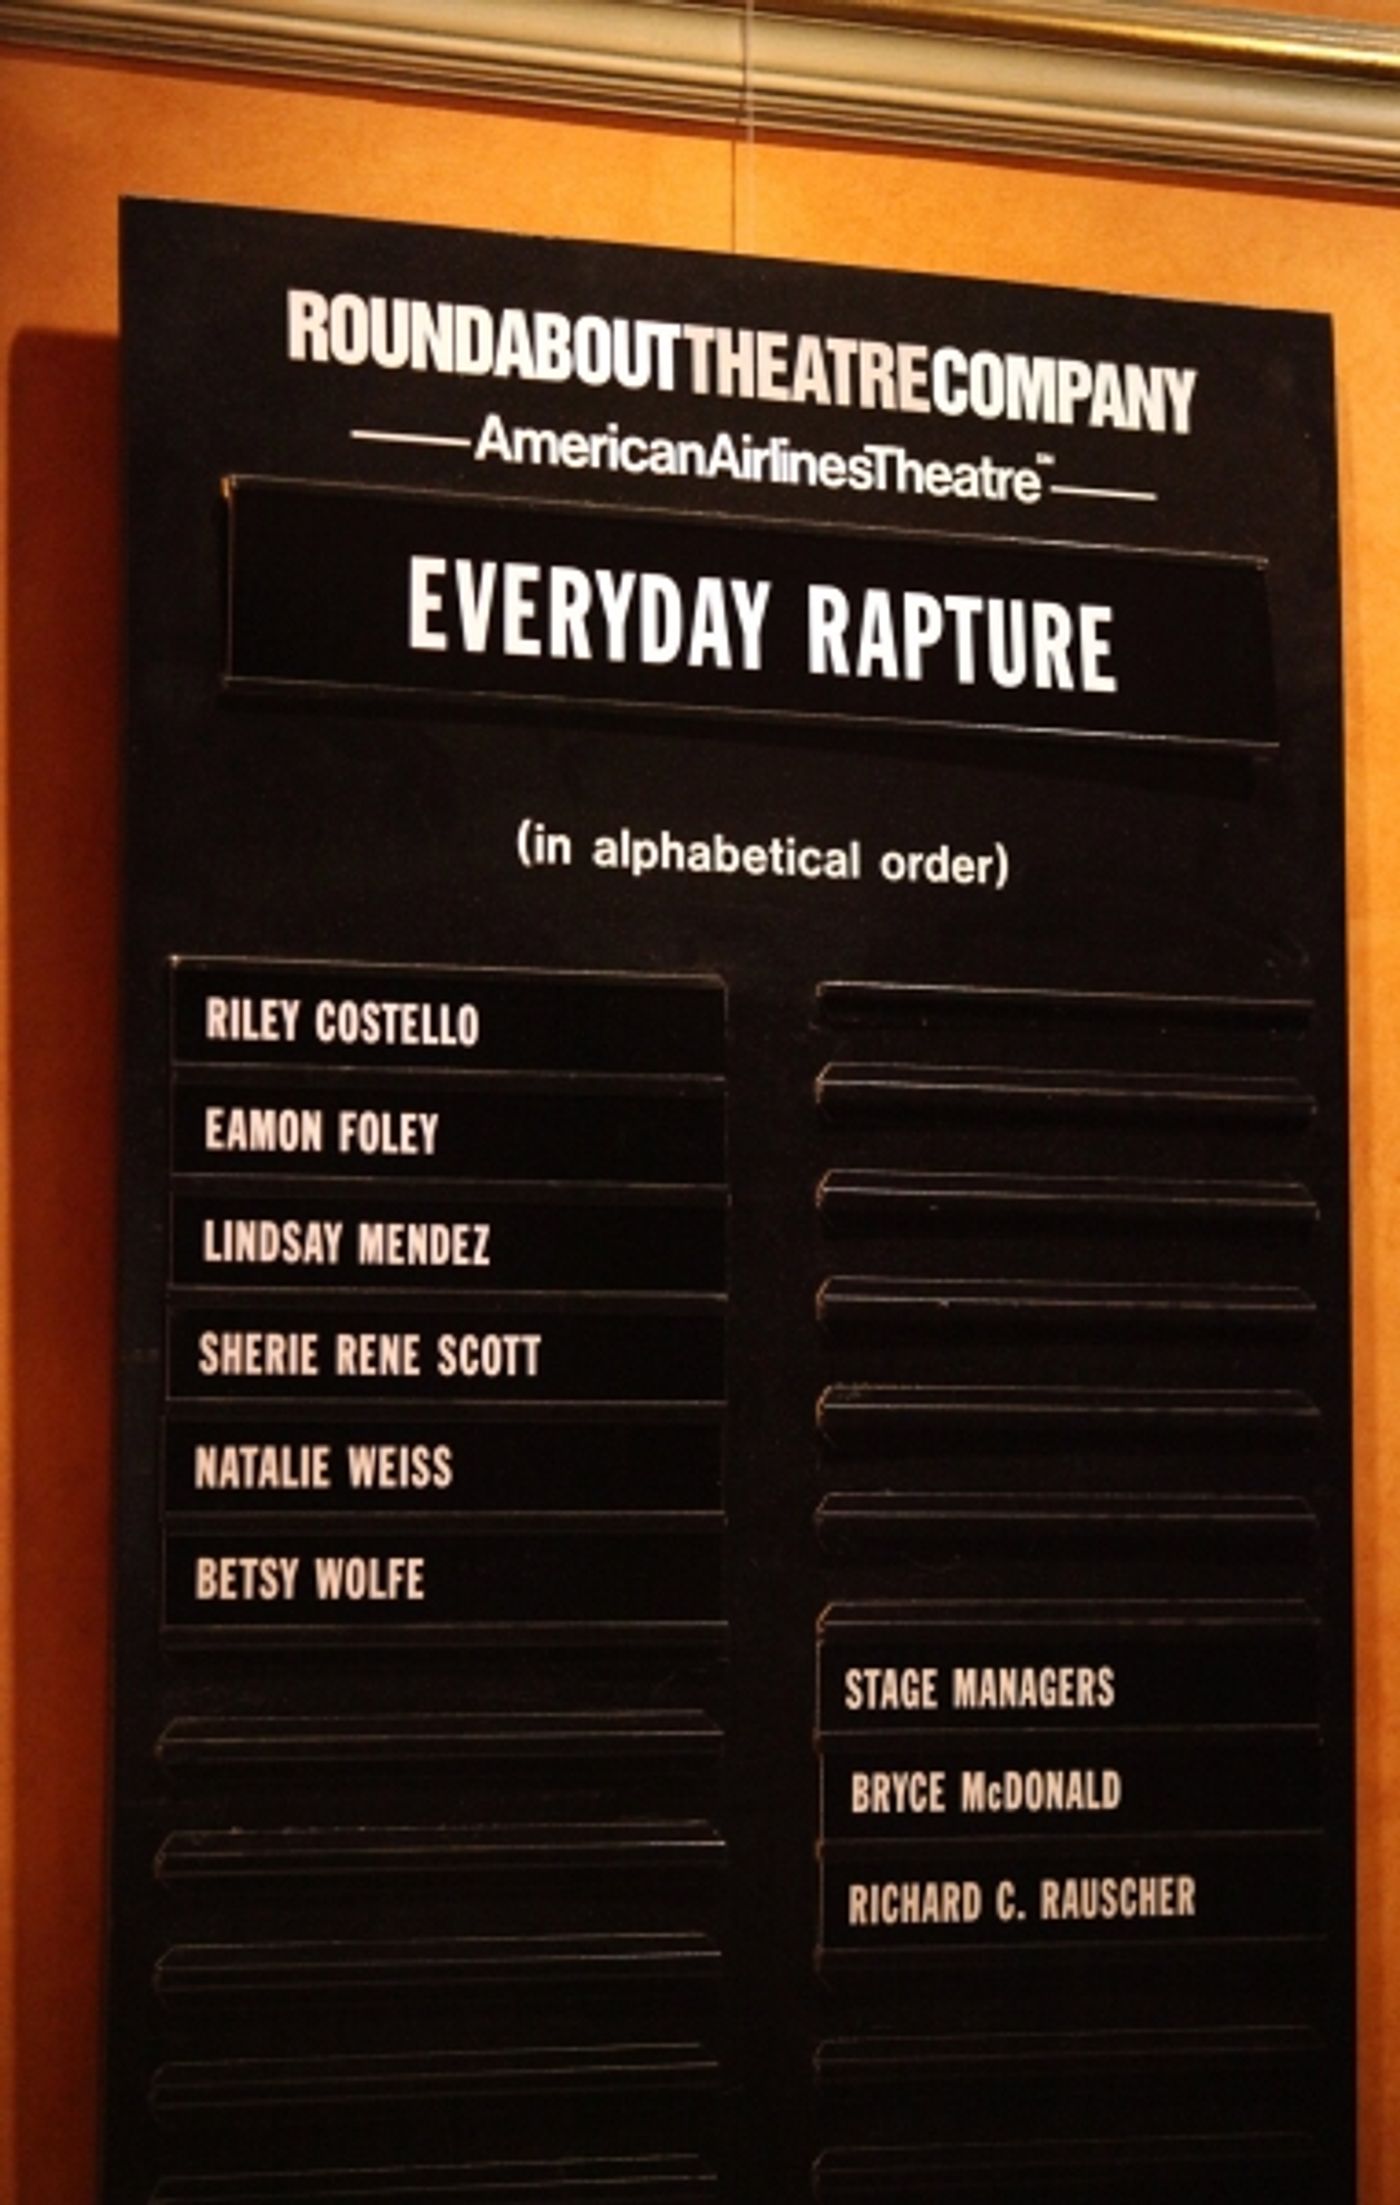 ROUNDABOUTTHEATRECOMPANY
AmericanAirlinesTheatre℠
EVERYDAY RAPTURE
(in alphabetical order)
RILEY COSTELLO
EAMON FOLEY
LINDSAY MENDEZ
SHERIE RENE SCOTT
NATALIE WEISS
BETSY WOLFE
STAGE MANAGERS
BRYCE McDONALD
RICHARD C. RAUSCHER